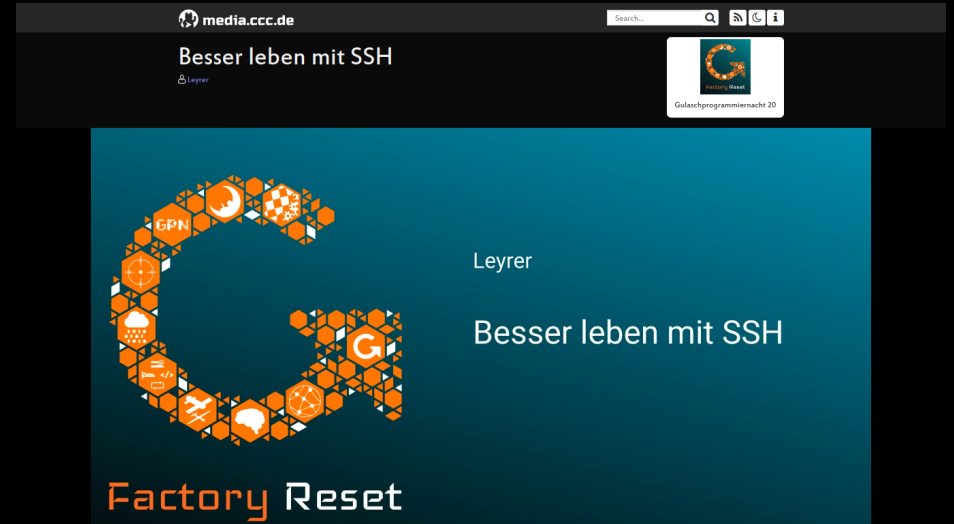 media.ccc.de
Search...
Besser leben mit SSH
Leyrer
Factory Reset
Gulaschprogrammiernacht 20
GPN
Leyrer
Besser leben mit SSH
</>
Factory Reset